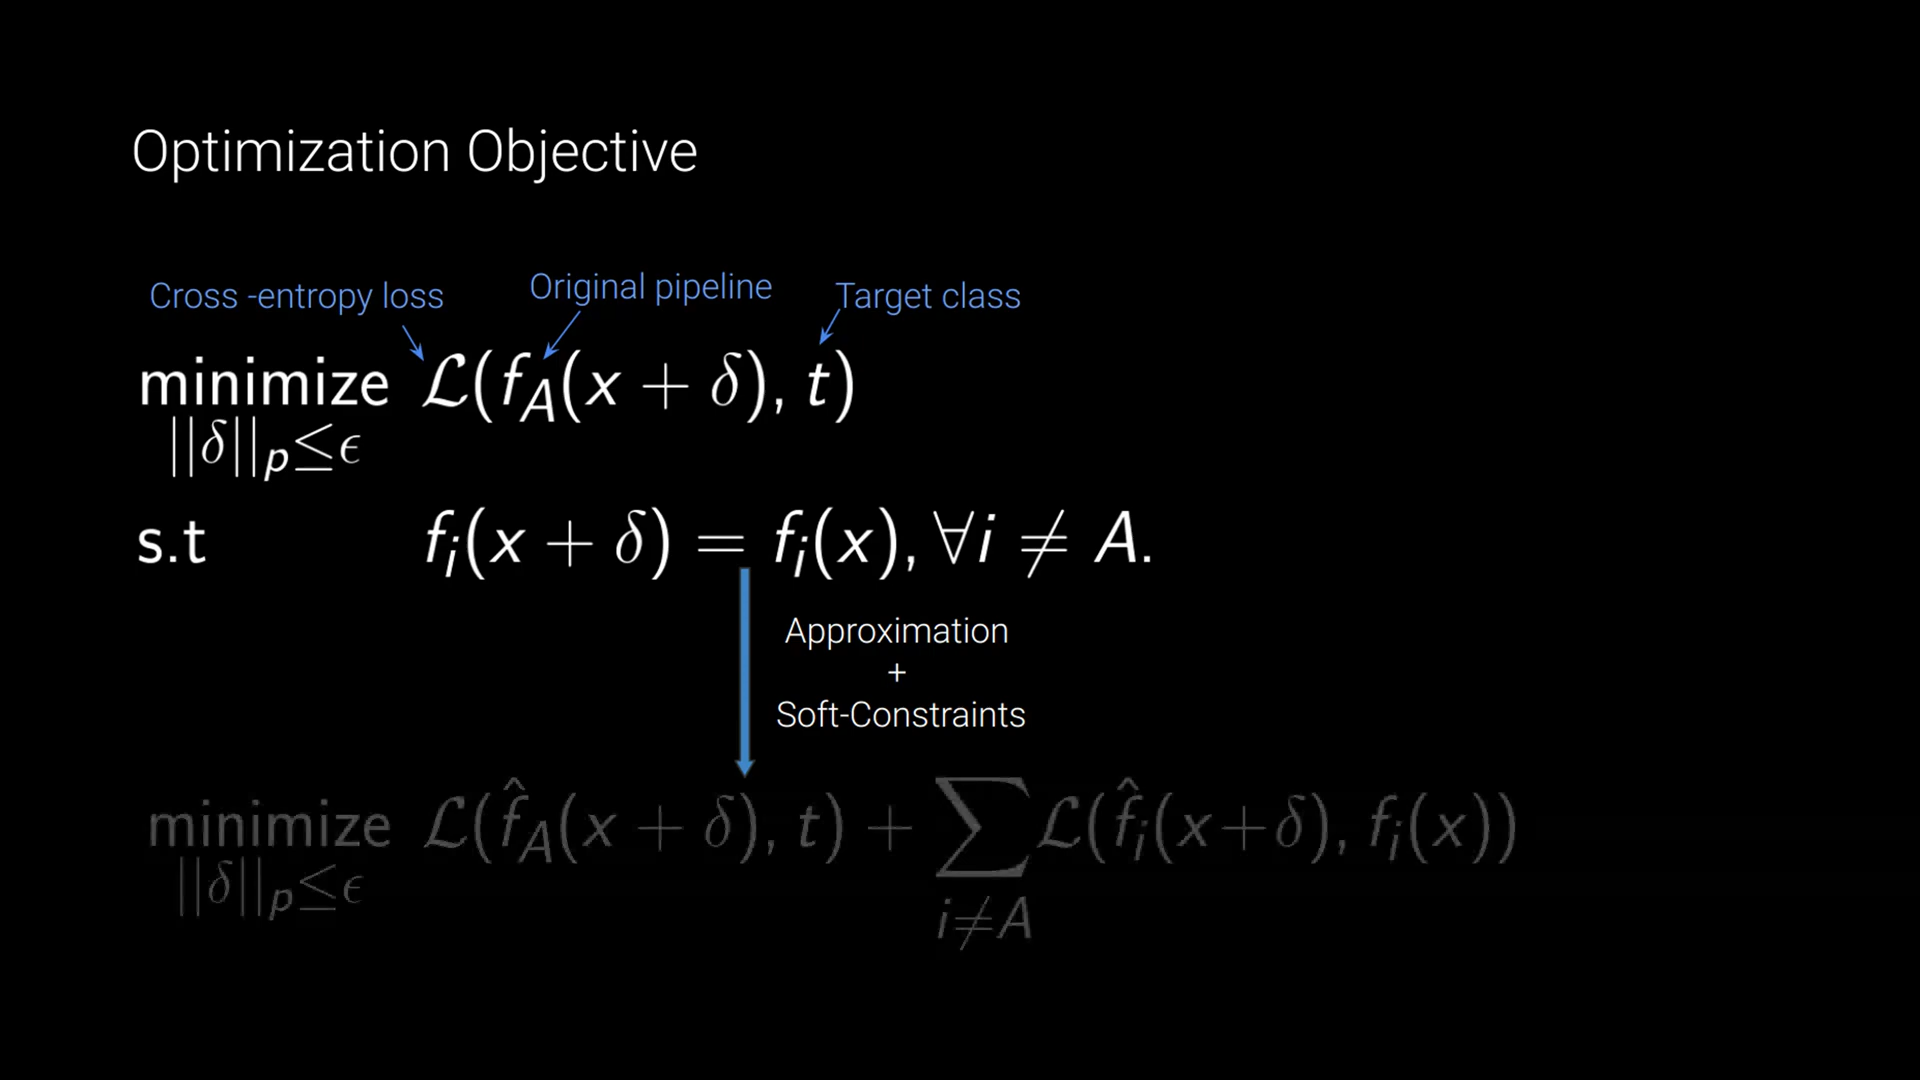 Optimization Objective
Cross -entropy loss
Original pipeline
Target class
minimize ℒ(f_A(x + δ), t)
||δ||_p≤ϵ
s.t f_i(x + δ) = f_i(x), ∀i ≠ A.
Approximation
+
Soft-Constraints
minimize ℒ(f̂_A(x + δ), t) + ∑ ℒ(f̂_i(x+δ), f_i(x))
||δ||_p≤ϵ i≠A